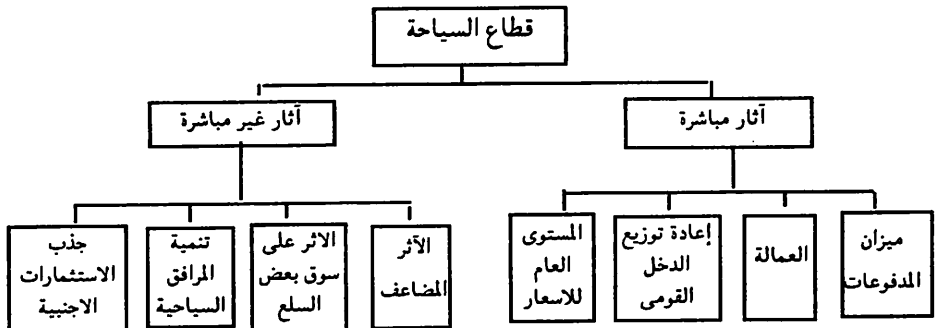 قطاع السياحة
آثار مباشرة
آثار غير مباشرة
ميزان
المدفوعات
العمالة
إعادة توزيع
الدخل
القومى
المستوى
العام
للاسعار
الآثر
المضاعف
الاثر على
سوق بعض
السلع
تنمية
المرافق
السياحية
جذب
الاستثمارات
الاجنبية